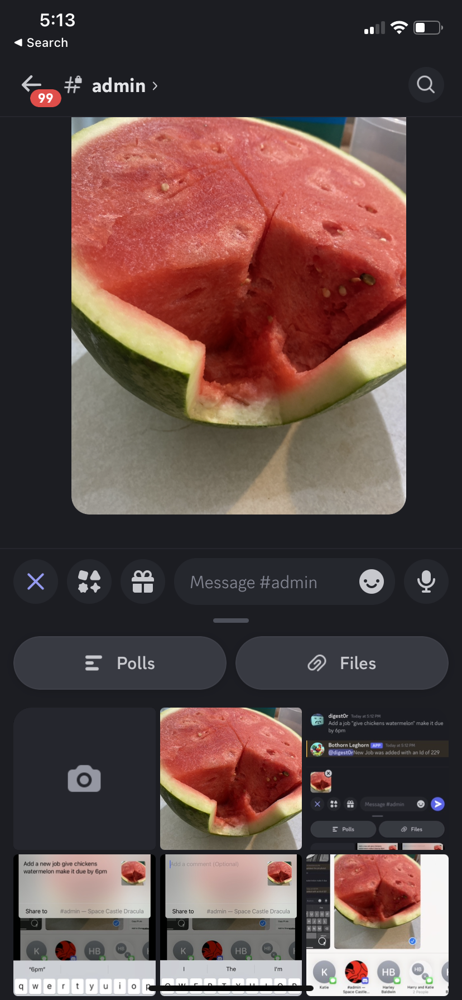 5:13
Search
99
admin
Message #admin
Polls
Files
digest0r Today at 5:12 PM
Add a job "give chickens watermelon" make it due
by 6pm
Bothorn Leghorn APP Today at 5:12 PM
@digest0rNew Job was added with an Id of 229
Message #admin
Polls
Files
Add a new job give chickens
watermelon make it due by 6pm
Share to #admin — Space Castle Dracula
K
HB
HB
"6pm"
q w e r t y u i o p
Add a comment (Optional)
Share to #admin — Space Castle Dracula
K
HB
HB
I The I'm
K
HB
HB
Katie
#admin —
Space Castle...
Harley
Baldwin
Harry and Katie
2 People